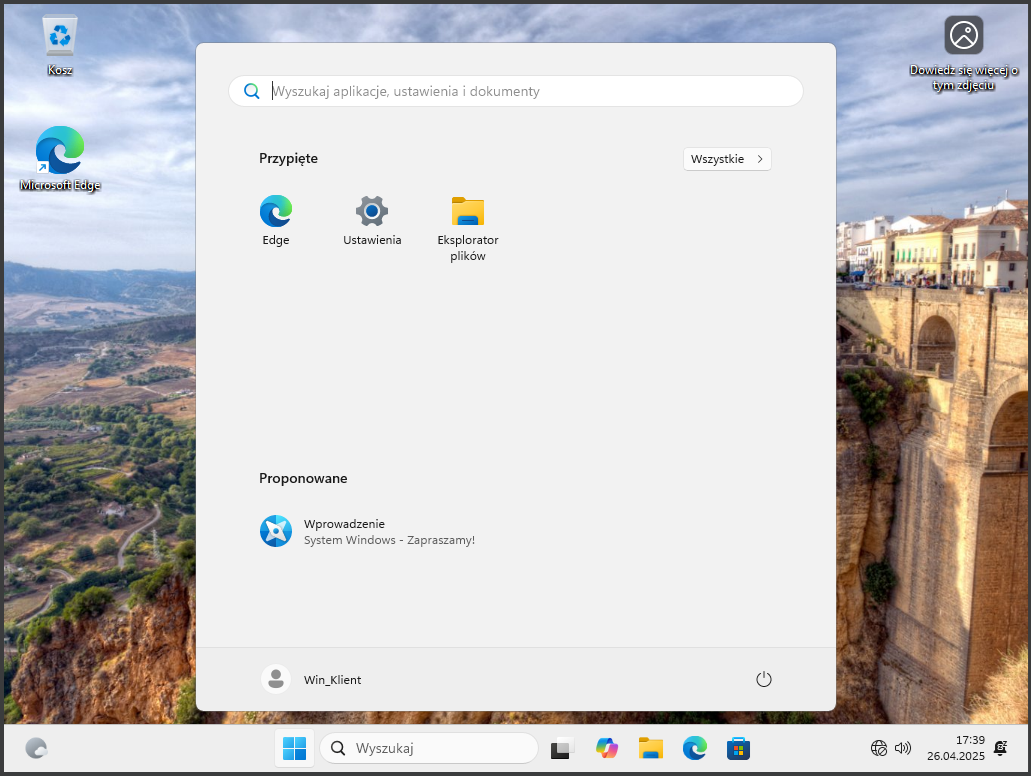 Kosz
Microsoft Edge
Dowiedz się więcej o
tym zdjęciu
Wyszukaj aplikacje, ustawienia i dokumenty
Przypięte
Wszystkie
Edge
Ustawienia
Eksplorator
plików
Proponowane
Wprowadzenie
System Windows - Zapraszamy!
Win_Klient
Wyszukaj
17:39
26.04.2025